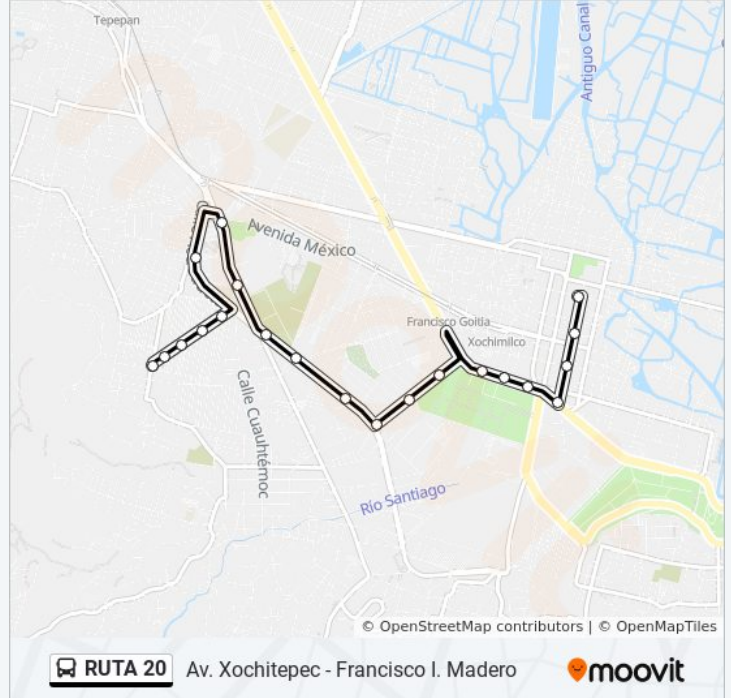 Tepepan
Antiguo Canal
Avenida México
Francisco Goitia
Xochimilco
Calle Cuauhtémoc
Río Santiago
© OpenStreetMap contributors | © OpenMapTiles
RUTA 20
Av. Xochitepec - Francisco I. Madero
moovit